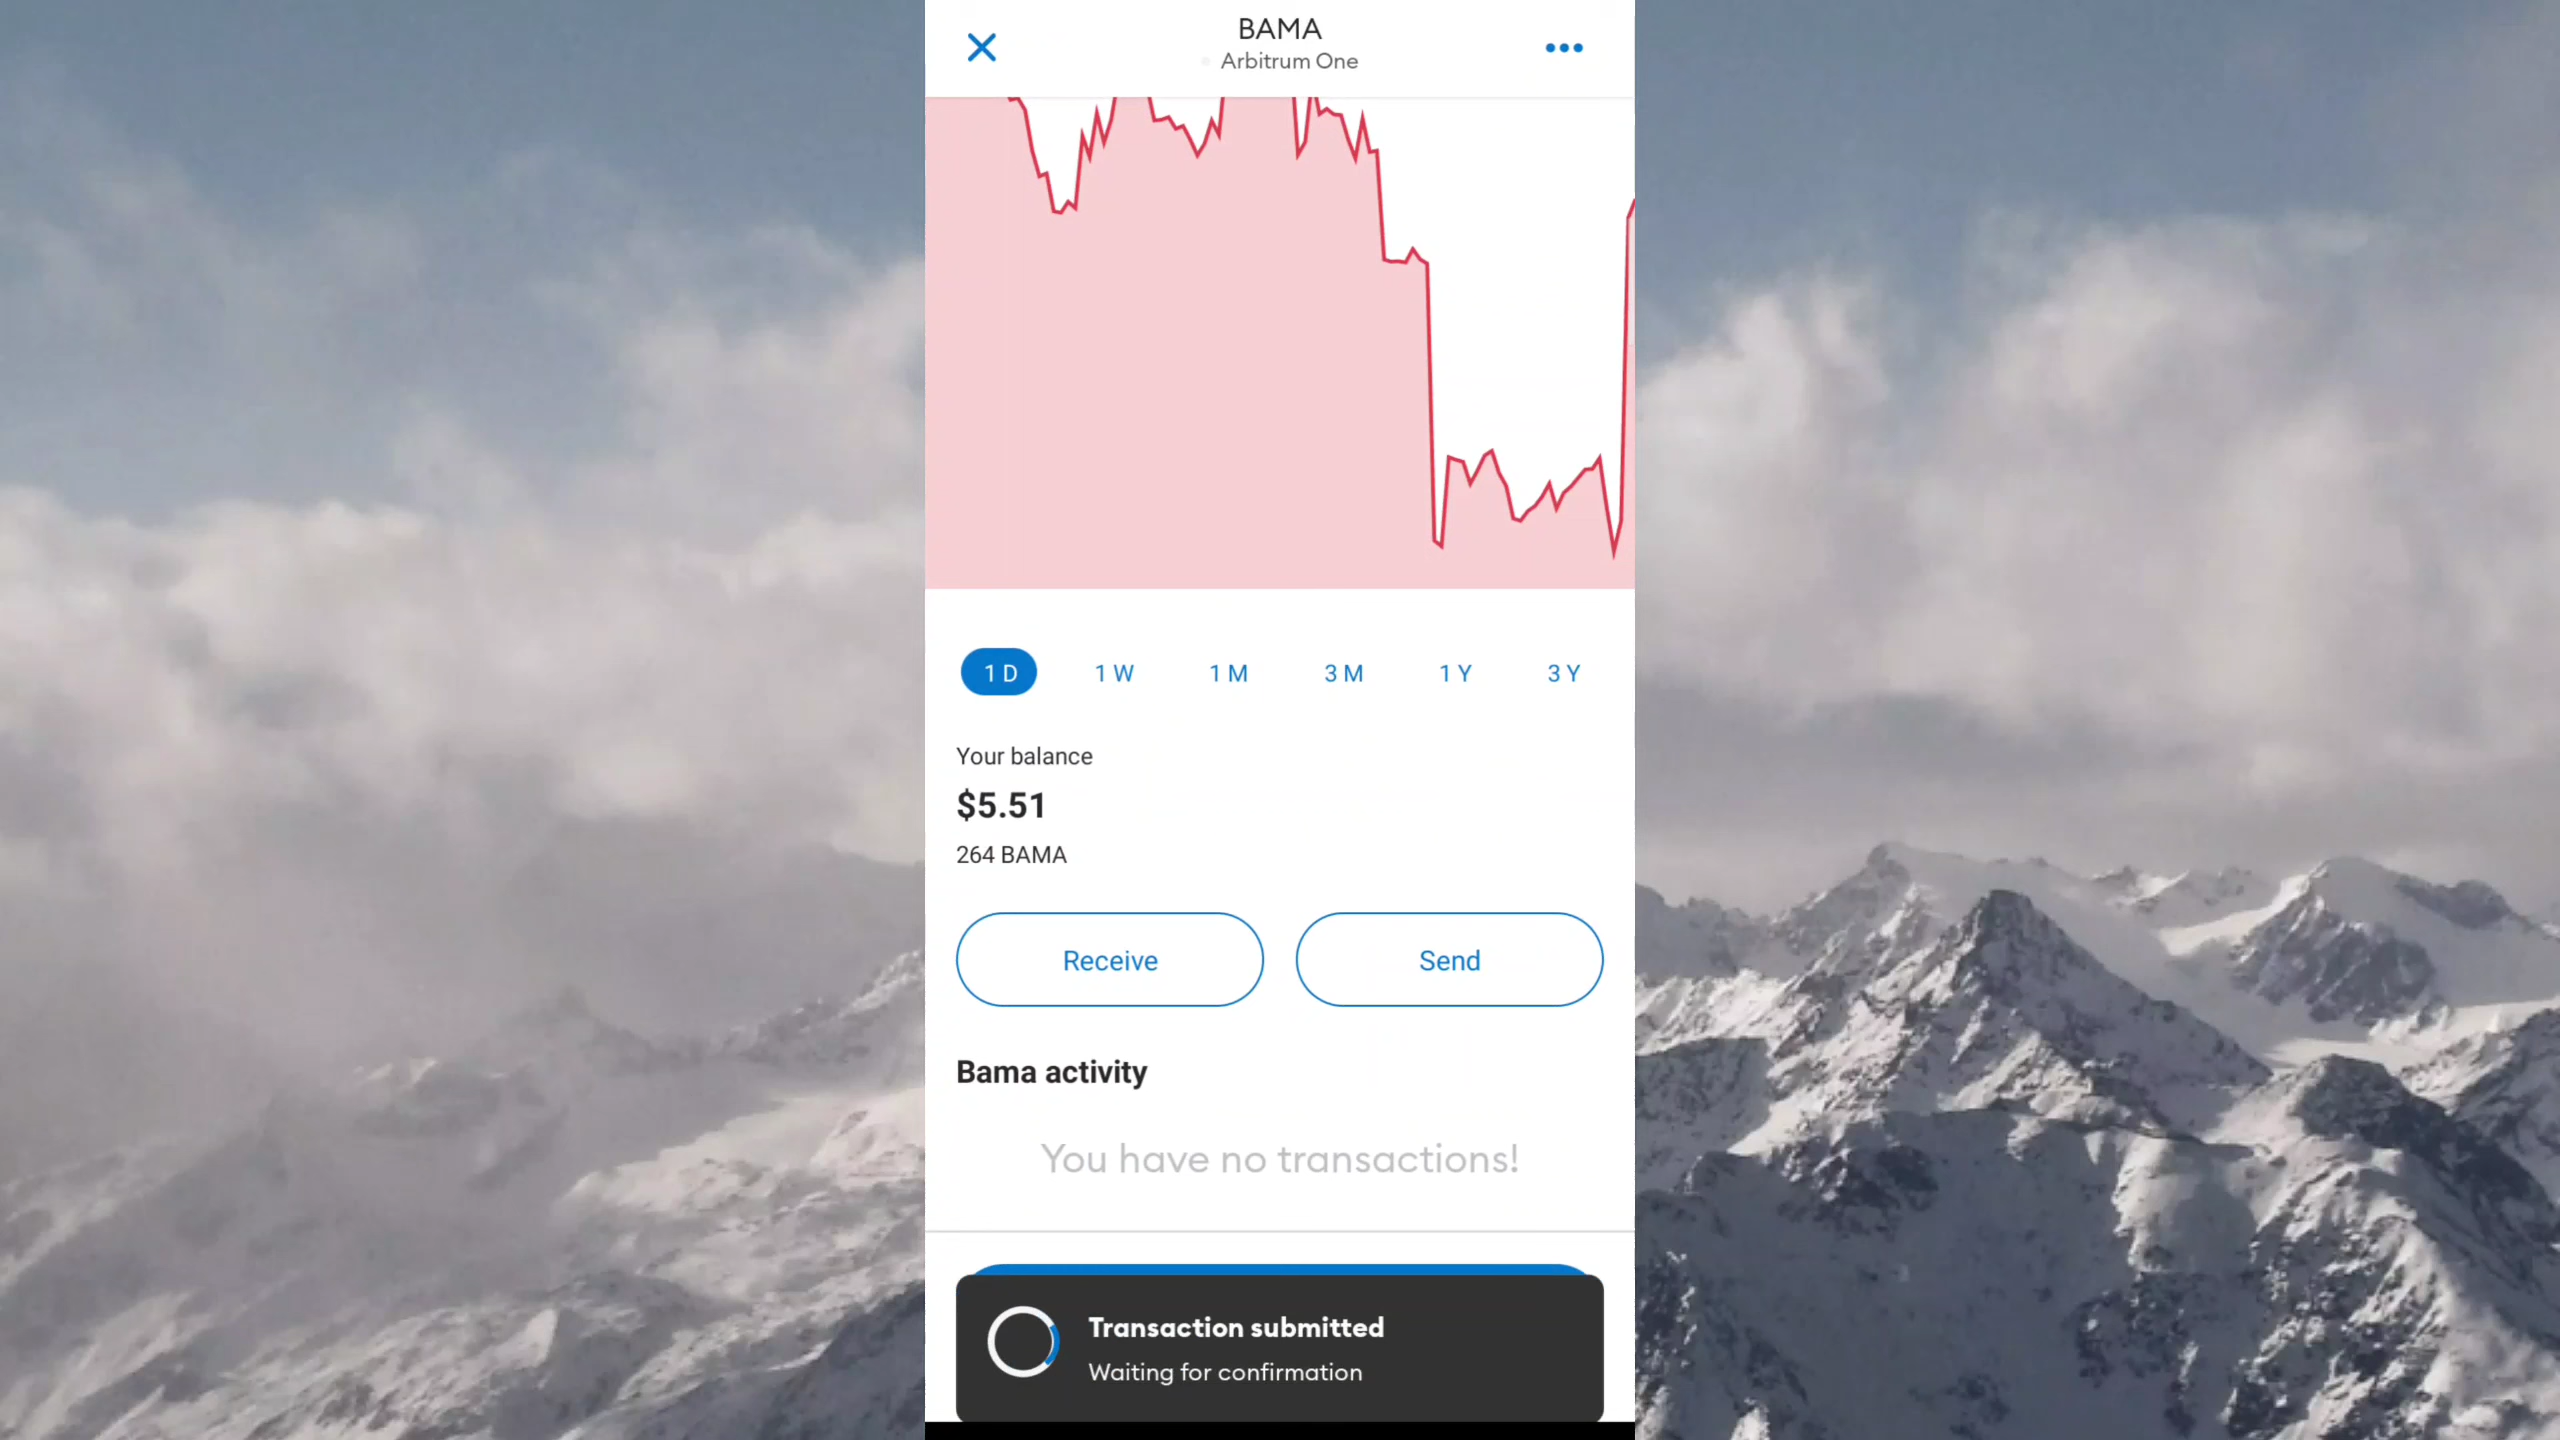 BAMA
Arbitrum One
1 D
1 W
1 M
3 M
1 Y
3 Y
Your balance
$5.51
264 BAMA
Receive
Send
Bama activity
You have no transactions!
Transaction submitted
Waiting for confirmation